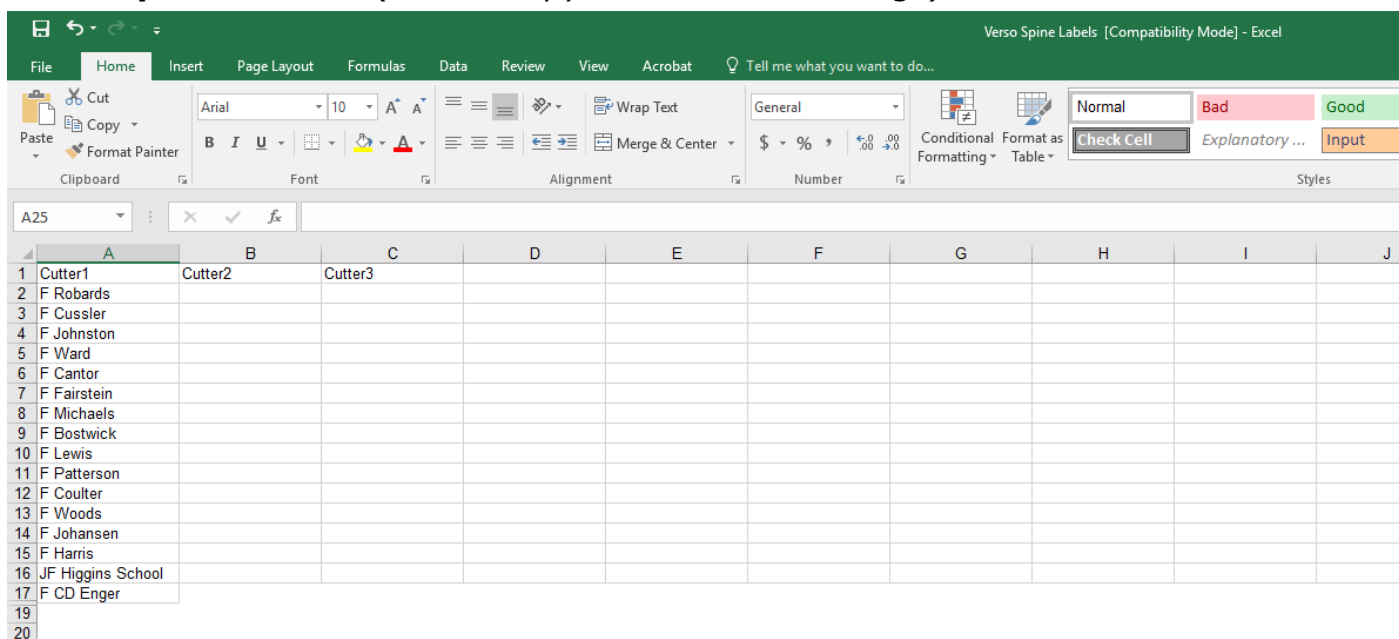 Verso Spine Labels [Compatibility Mode] - Excel
File Home Insert Page Layout Formulas Data Review View Acrobat Tell me what you want to do...
Cut Arial 10 Wrap Text General Normal Bad Good
Paste Copy B I U Merge & Center $ % , Conditional Formatting Format as Table Check Cell Explanatory ... Input
Format Painter
Clipboard Font Alignment Number Styles
A25 fx
A B C D E F G H I J
1 Cutter1 Cutter2 Cutter3
2 F Robards
3 F Cussler
4 F Johnston
5 F Ward
6 F Cantor
7 F Fairstein
8 F Michaels
9 F Bostwick
10 F Lewis
11 F Patterson
12 F Coulter
13 F Woods
14 F Johansen
15 F Harris
16 JF Higgins School
17 F CD Enger
19
20